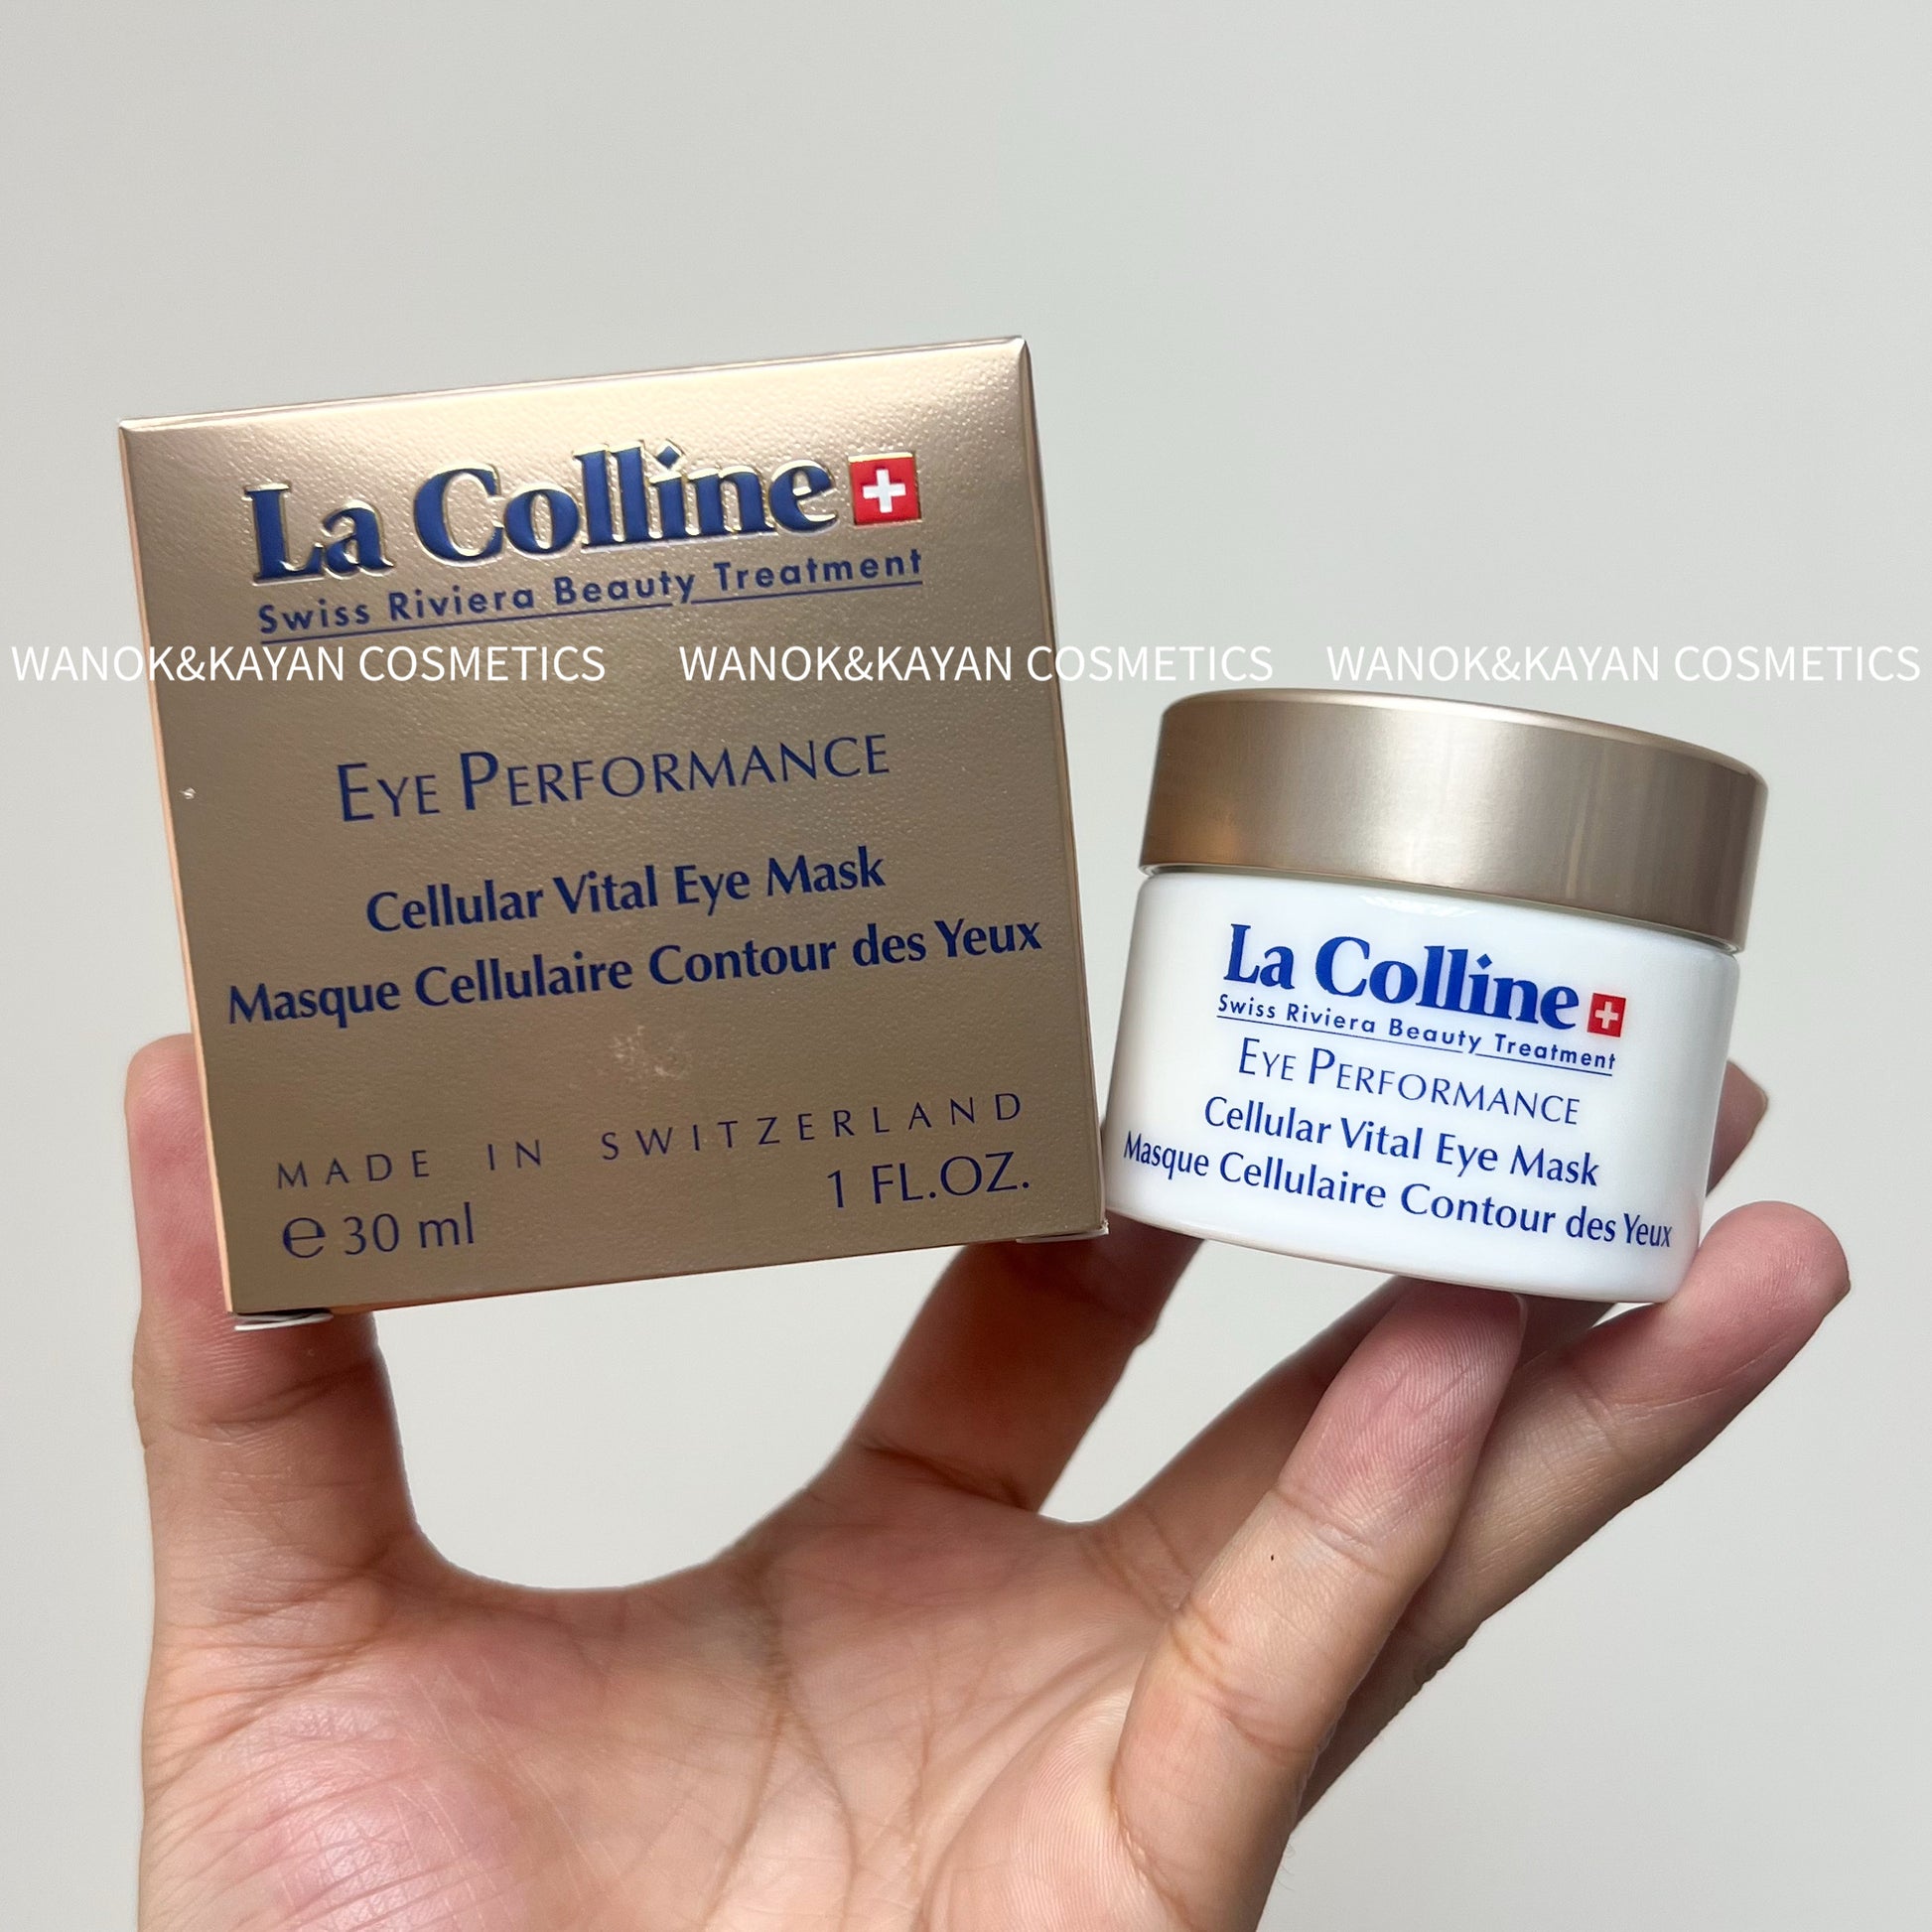 La Colline
Swiss Riviera Beauty Treatment
WANOK&KAYAN COSMETICS WANOK&KAYAN COSMETICS WANOK&KAYAN COSMETICS
EYE PERFORMANCE
Cellular Vital Eye Mask
Masque Cellulaire Contour des Yeux
MADE IN SWITZERLAND
℮ 30 ml 1 FL.OZ.
La Colline
Swiss Riviera Beauty Treatment
EYE PERFORMANCE
Cellular Vital Eye Mask
Masque Cellulaire Contour des Yeux